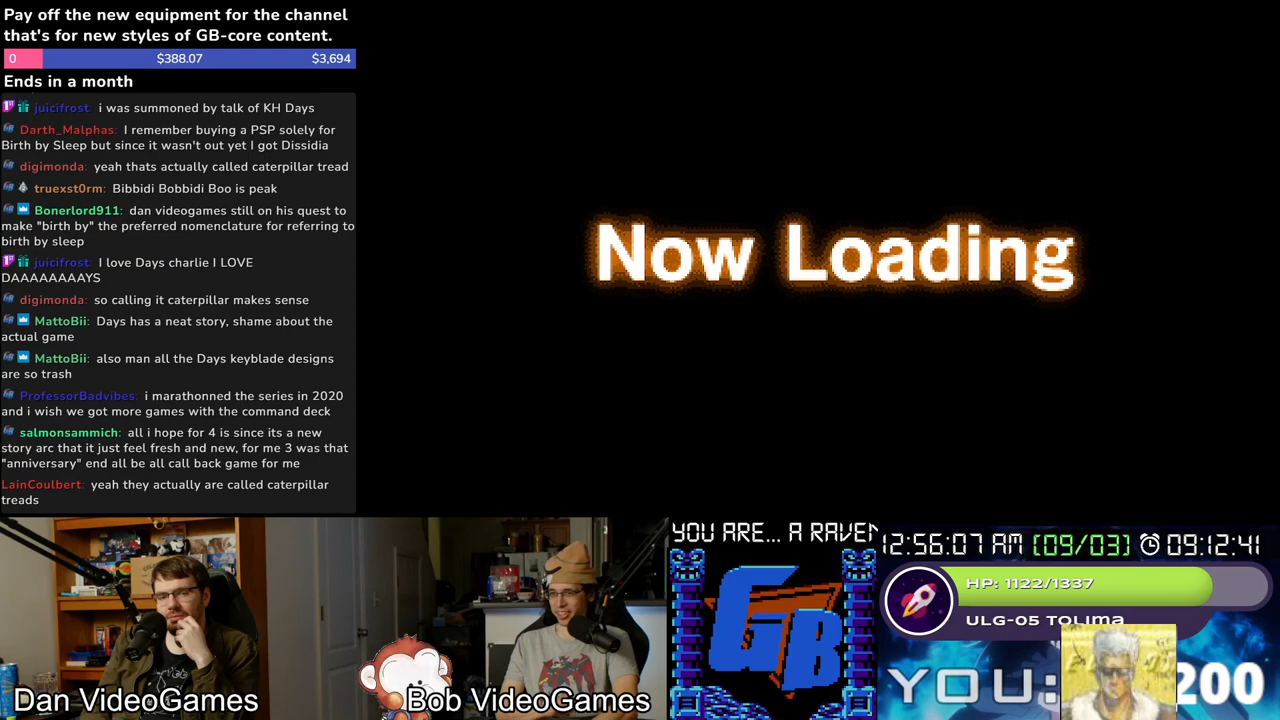 Pay off the new equipment for the channel
that's for new styles of GB-core content.
0 $388.07 $3,694
Ends in a month
juicifrost: i was summoned by talk of KH Days
Darth_Malphas: I remember buying a PSP solely for
Birth by Sleep but since it wasn't out yet I got Dissidia
digimonda: yeah thats actually called caterpillar tread
truexst0rm: Bibbidi Bobbidi Boo is peak
Bonerlord911: dan videogames still on his quest to
make "birth by" the preferred nomenclature for referring to
birth by sleep
juicifrost: I love Days charlie I LOVE
DAAAAAAAAYS
digimonda: so calling it caterpillar makes sense
MattoBii: Days has a neat story, shame about the
actual game
MattoBii: also man all the Days keyblade designs
are so trash
ProfessorBadvibes: i marathonned the series in 2020
and i wish we got more games with the command deck
salmonsammich: all i hope for 4 is since its a new
story arc that it just feel fresh and new, for me 3 was that
"anniversary" end all be all call back game for me
LainCoulbert: yeah they actually are called caterpillar
treads
Now Loading
Dan VideoGames
Bob VideoGames
YOU ARE... A RAVEN
GB
12:56:07 AM [09/03] 09:12:41
HP: 1122/1337
ULG-05 Tolima
YOU:
200